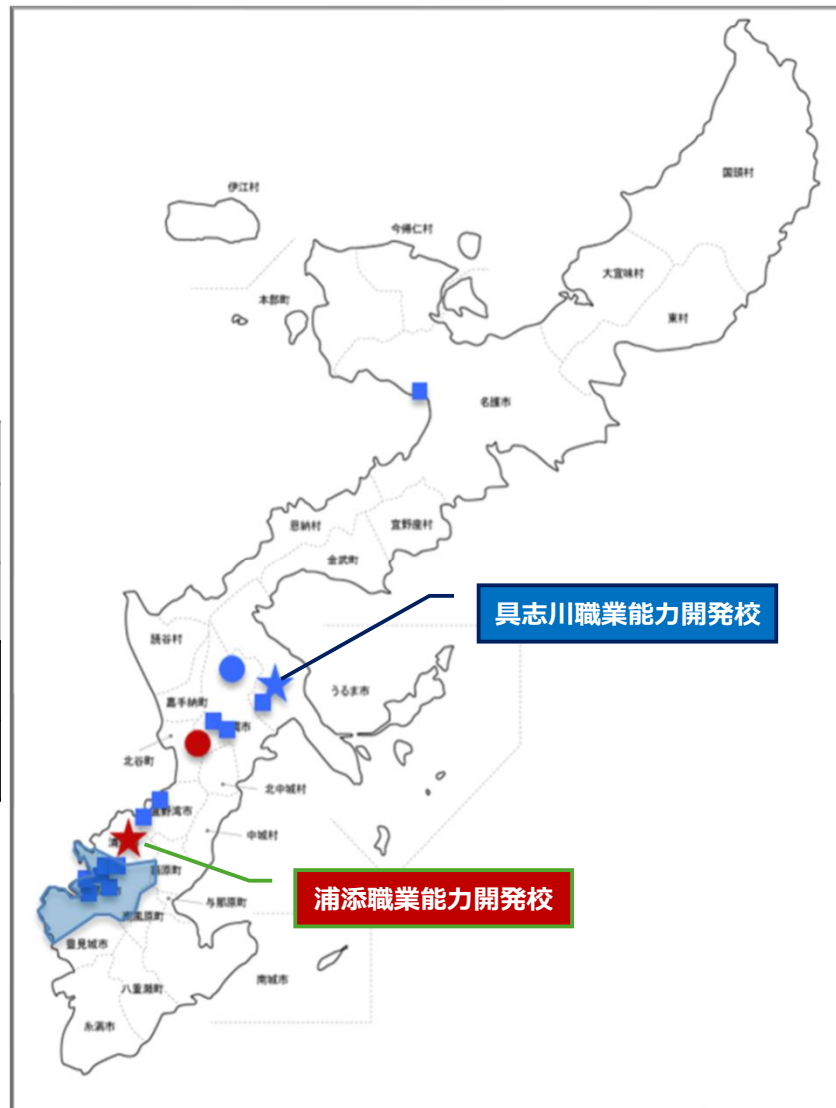 国頭村
伊江村
今帰仁村
大宜味村
本部町
東村
名護市
恩納村
宜野座村
金武町
具志川職業能力開発校
読谷村
うるま市
嘉手納町
市
北谷町
北中城村
宜野湾市
中城村
浦
西原町
浦添職業能力開発校
与那原町
南風原町
豊見城市
南城市
八重瀬町
糸満市